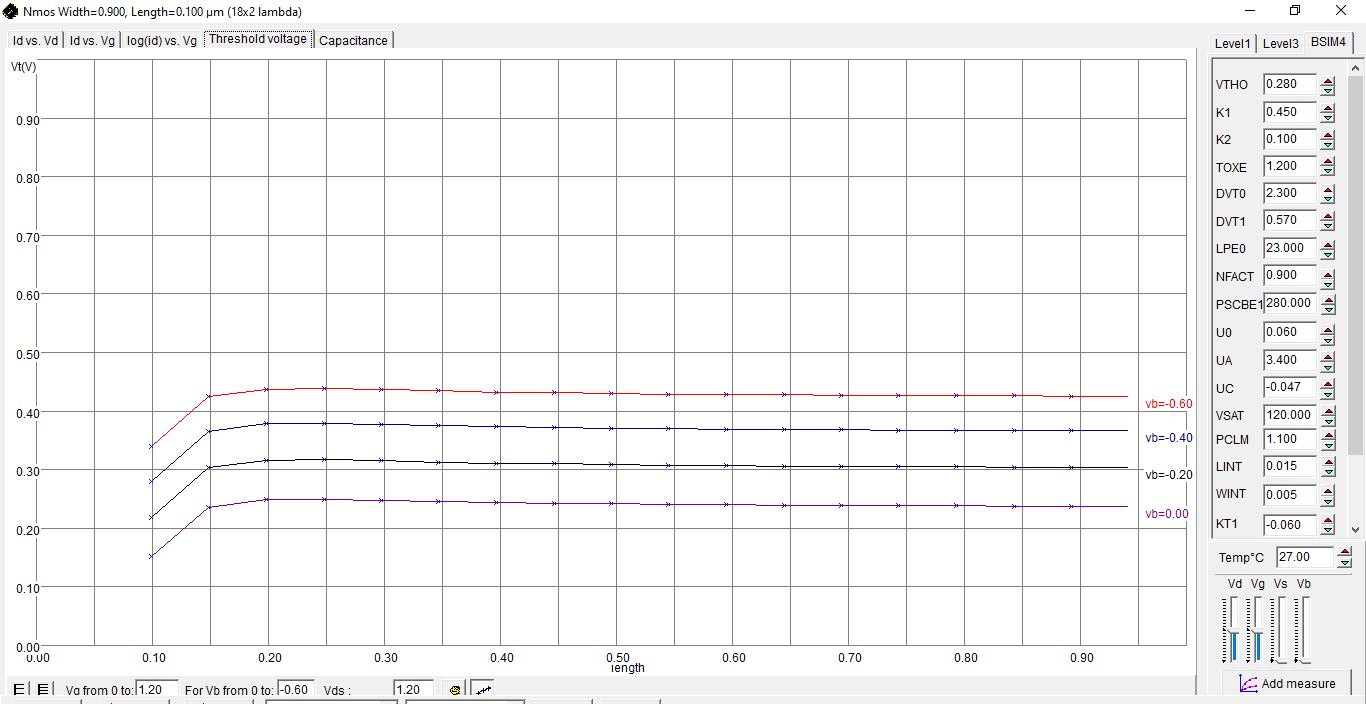 Nmos Width=0.900, Length=0.100 µm (18x2 lambda)
Id vs. Vd Id vs. Vg log(id) vs. Vg Threshold voltage Capacitance
Level1 Level3 BSIM4
Vt(V)
0.90
0.80
0.70
0.60
0.50
0.40
0.30
0.20
0.10
0.00
vb=-0.60
vb=-0.40
vb=-0.20
vb=0.00
0.00 0.10 0.20 0.30 0.40 0.50 0.60 0.70 0.80 0.90
length
VTHO 0.280
K1 0.450
K2 0.100
TOXE 1.200
DVT0 2.300
DVT1 0.570
LPE0 23.000
NFACT 0.900
PSCBE1 280.000
U0 0.060
UA 3.400
UC -0.047
VSAT 120.000
PCLM 1.100
LINT 0.015
WINT 0.005
KT1 -0.060
Temp°C 27.00
Vd Vg Vs Vb
Add measure
Vg from 0 to: 1.20 For Vb from 0 to: -0.60 Vds : 1.20